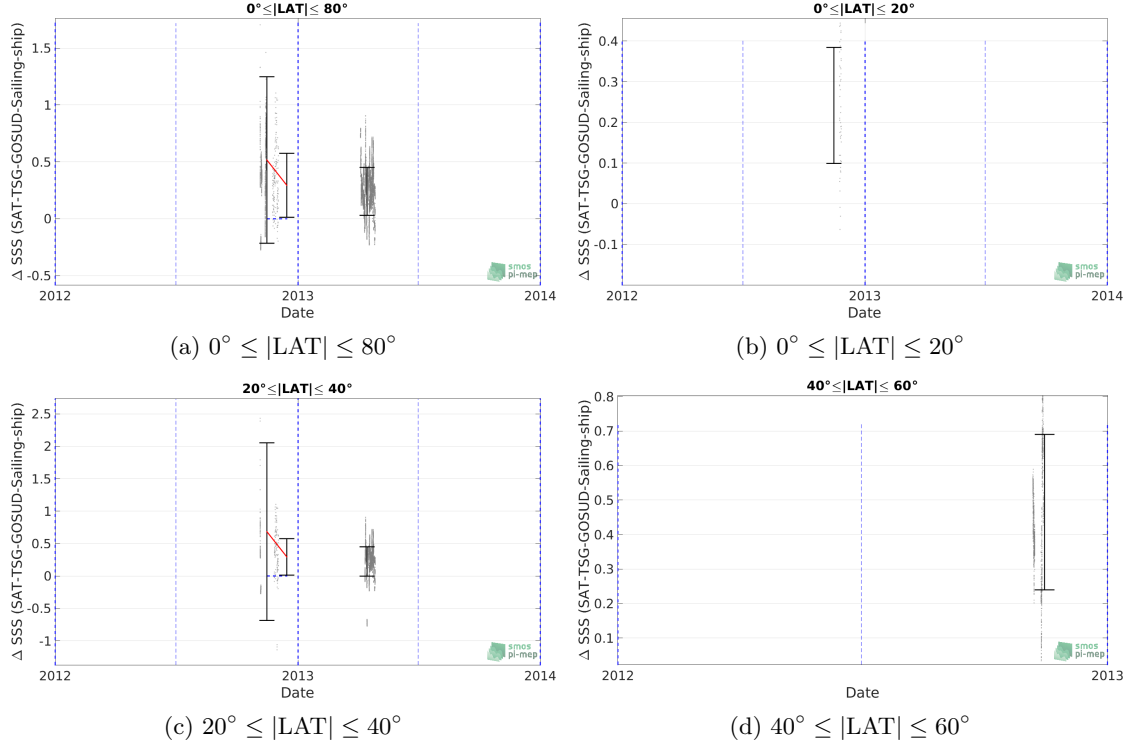 0°≤|LAT|≤ 80°
Δ SSS (SAT-TSG-GOSUD-Sailing-ship)
1.5
1
0.5
0
-0.5
2012
2013
2014
Date
smos
pi-mep
(a) 0° ≤ |LAT| ≤ 80°
0°≤|LAT|≤ 20°
Δ SSS (SAT-TSG-GOSUD-Sailing-ship)
0.4
0.3
0.2
0.1
0
-0.1
2012
2013
2014
Date
smos
pi-mep
(b) 0° ≤ |LAT| ≤ 20°
20°≤|LAT|≤ 40°
Δ SSS (SAT-TSG-GOSUD-Sailing-ship)
2.5
2
1.5
1
0.5
0
-0.5
-1
2012
2013
2014
Date
smos
pi-mep
(c) 20° ≤ |LAT| ≤ 40°
40°≤|LAT|≤ 60°
Δ SSS (SAT-TSG-GOSUD-Sailing-ship)
0.8
0.7
0.6
0.5
0.4
0.3
0.2
0.1
2012
2013
Date
smos
pi-mep
(d) 40° ≤ |LAT| ≤ 60°